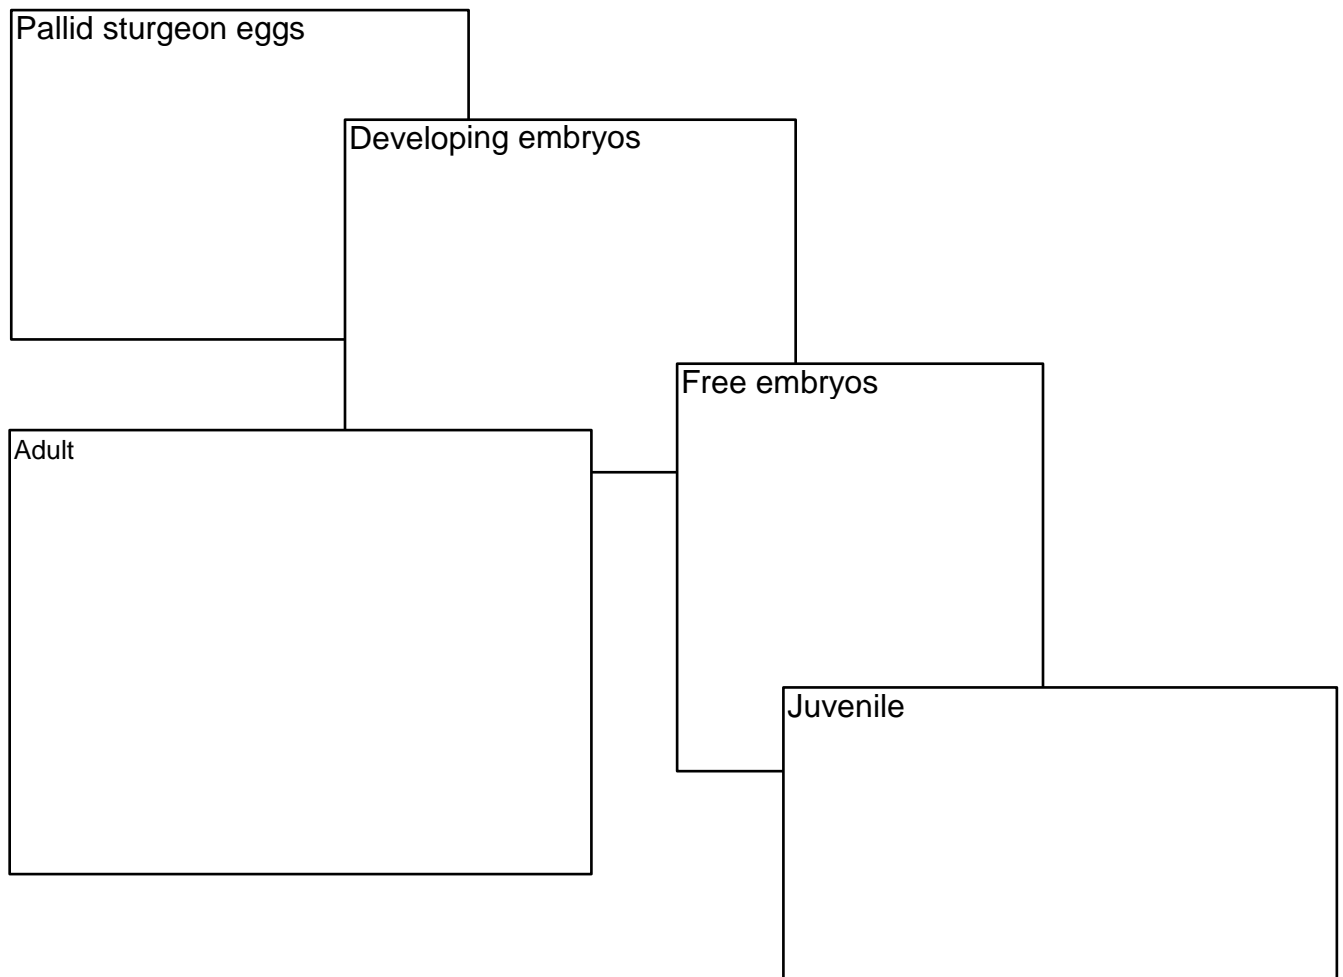 Pallid sturgeon eggs
Developing embryos
Free embryos
Adult
Juvenile